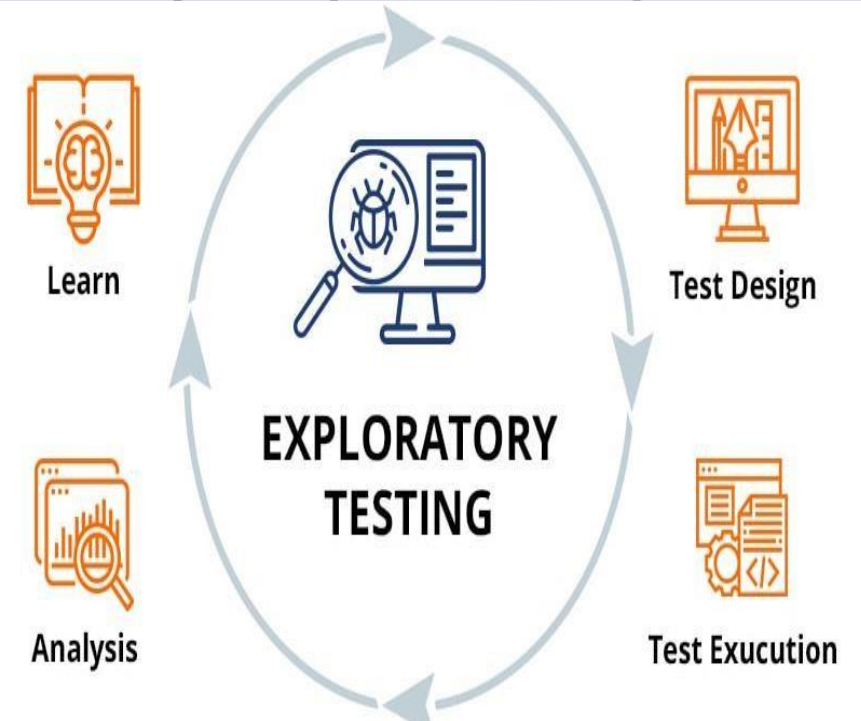 Learn
Test Design
EXPLORATORY
TESTING
Analysis
Test Exucution